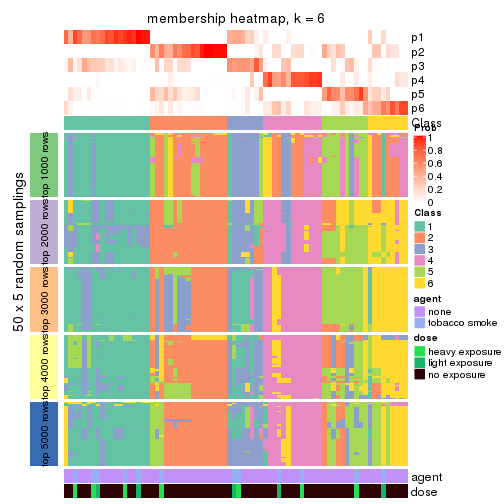 membership heatmap, k = 6
p1
p2
p3
p4
p5
p6
Class
Prob
1
0.8
0.6
0.4
0.2
0
Class
1
2
3
4
5
6
agent
none
tobacco smoke
dose
heavy exposure
light exposure
no exposure
50 x 5 random samplings
top 1000 rows
top 2000 rows
top 3000 rows
top 4000 rows
top 5000 rows
agent
dose